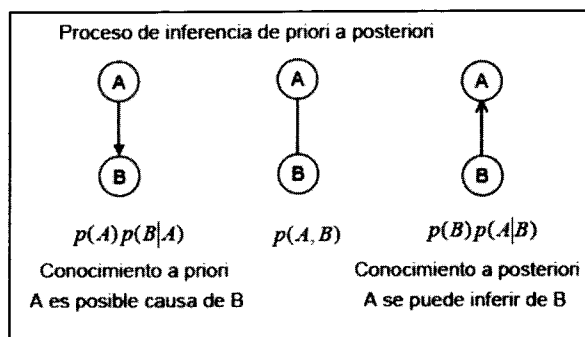 Proceso de inferencia de priori a posteriori
A A A
B B B
p(A)p(B|A) p(A,B) p(B)p(A|B)
Conocimiento a priori Conocimiento a posteriori
A es posible causa de B A se puede inferir de B